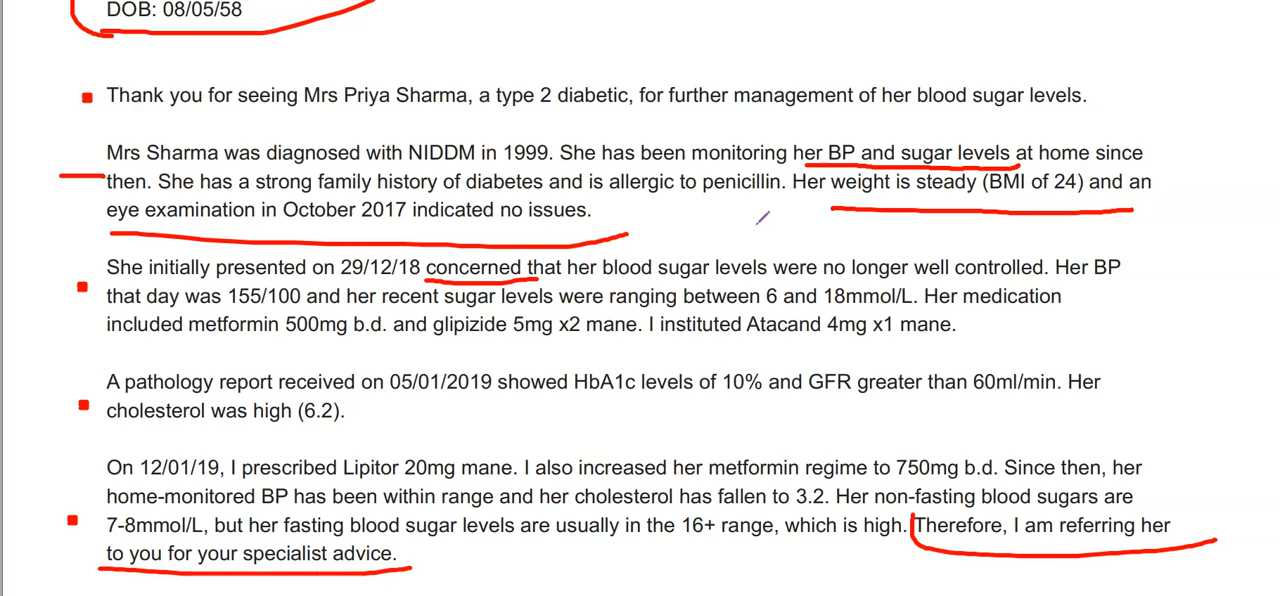 DOB: 08/05/58
Thank you for seeing Mrs Priya Sharma, a type 2 diabetic, for further management of her blood sugar levels.
Mrs Sharma was diagnosed with NIDDM in 1999. She has been monitoring her BP and sugar levels at home since
then. She has a strong family history of diabetes and is allergic to penicillin. Her weight is steady (BMI of 24) and an
eye examination in October 2017 indicated no issues.
She initially presented on 29/12/18 concerned that her blood sugar levels were no longer well controlled. Her BP
that day was 155/100 and her recent sugar levels were ranging between 6 and 18mmol/L. Her medication
included metformin 500mg b.d. and glipizide 5mg x2 mane. I instituted Atacand 4mg x1 mane.
A pathology report received on 05/01/2019 showed HbA1c levels of 10% and GFR greater than 60ml/min. Her
cholesterol was high (6.2).
On 12/01/19, I prescribed Lipitor 20mg mane. I also increased her metformin regime to 750mg b.d. Since then, her
home-monitored BP has been within range and her cholesterol has fallen to 3.2. Her non-fasting blood sugars are
7-8mmol/L, but her fasting blood sugar levels are usually in the 16+ range, which is high. Therefore, I am referring her
to you for your specialist advice.